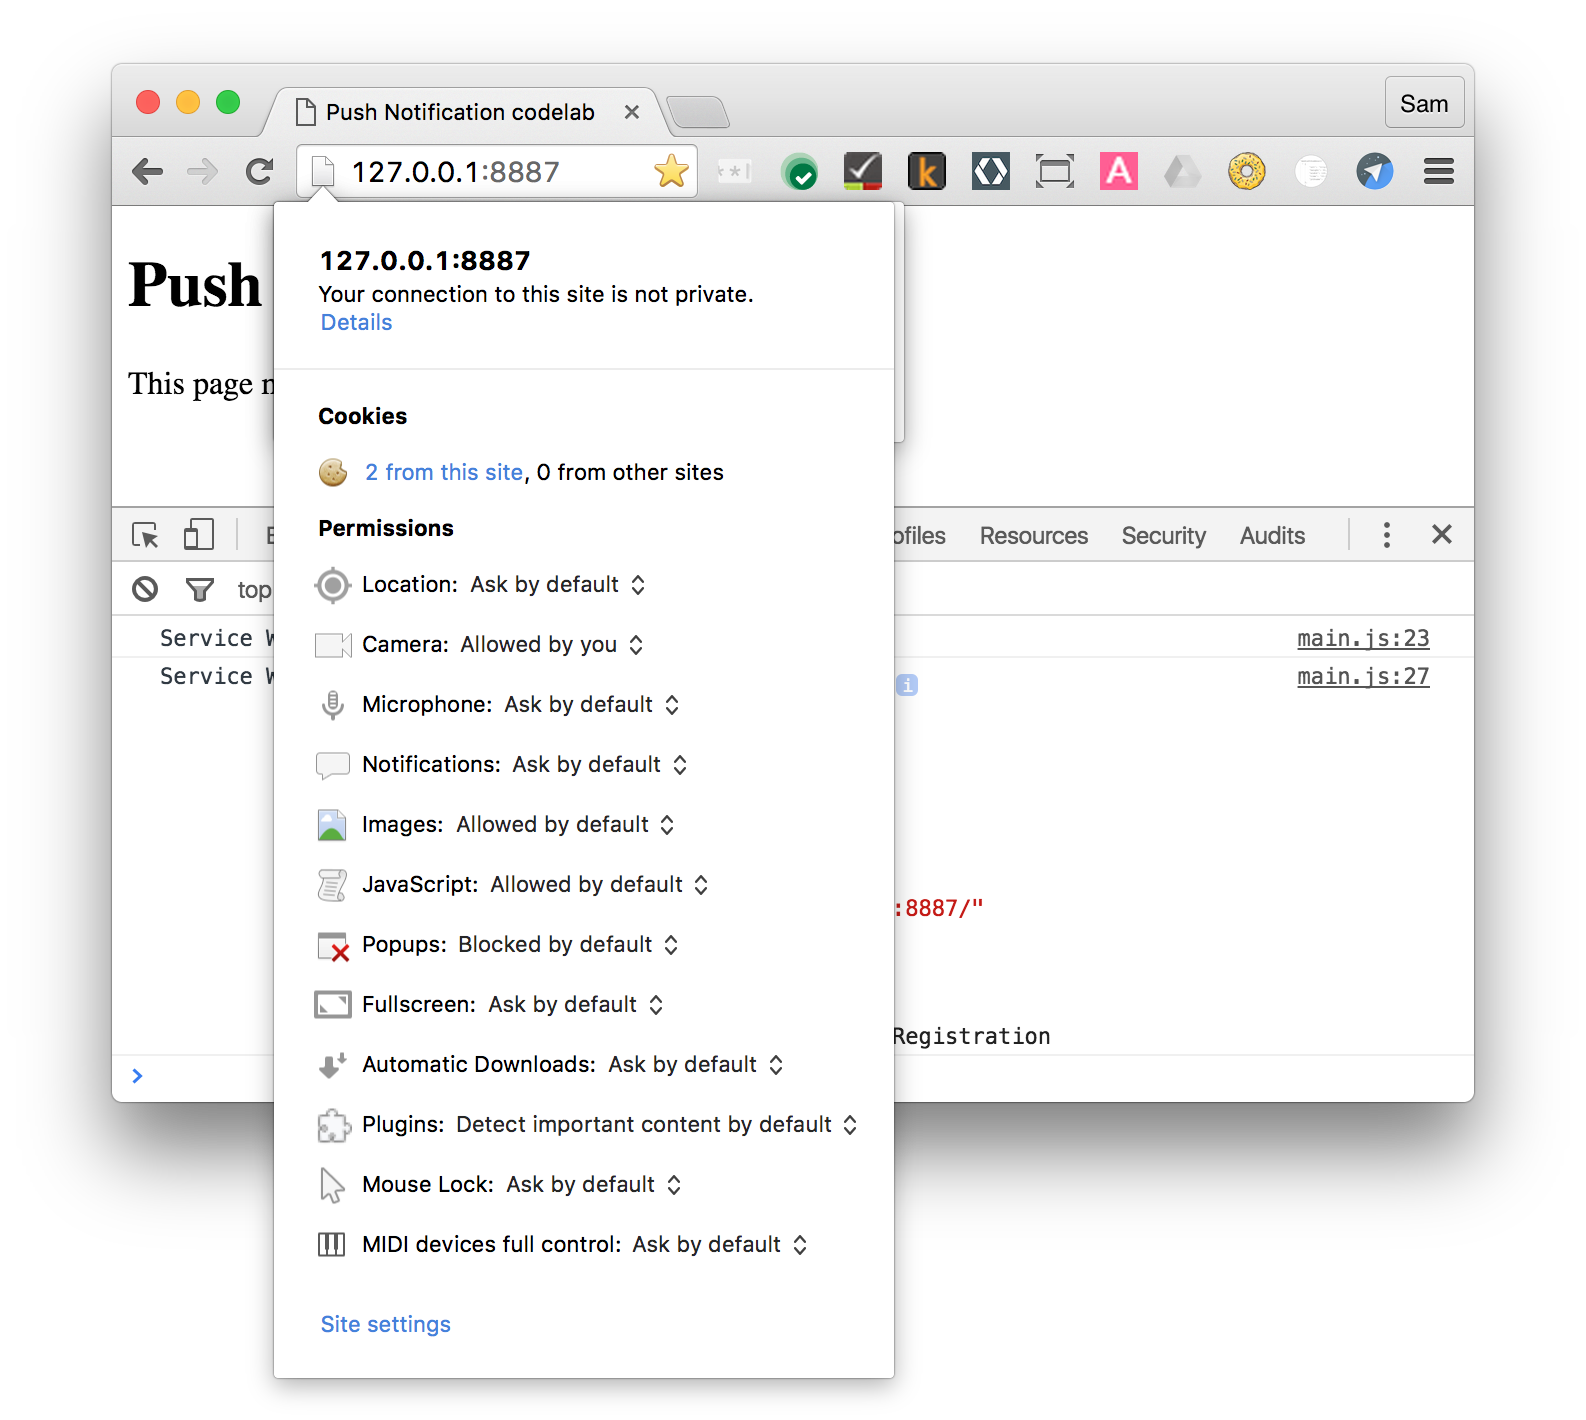 Push Notification codelab
Sam
127.0.0.1:8887
k
A
Push
127.0.0.1:8887
Your connection to this site is not private.
Details
This page
Cookies
2 from this site, 0 from other sites
Permissions
ofiles Resources Security Audits
top
Location: Ask by default
Service W main.js:23
Camera: Allowed by you
Service W i main.js:27
Microphone: Ask by default
Notifications: Ask by default
Images: Allowed by default
JavaScript: Allowed by default
:8887/"
Popups: Blocked by default
Fullscreen: Ask by default
Registration
Automatic Downloads: Ask by default
Plugins: Detect important content by default
Mouse Lock: Ask by default
MIDI devices full control: Ask by default
Site settings